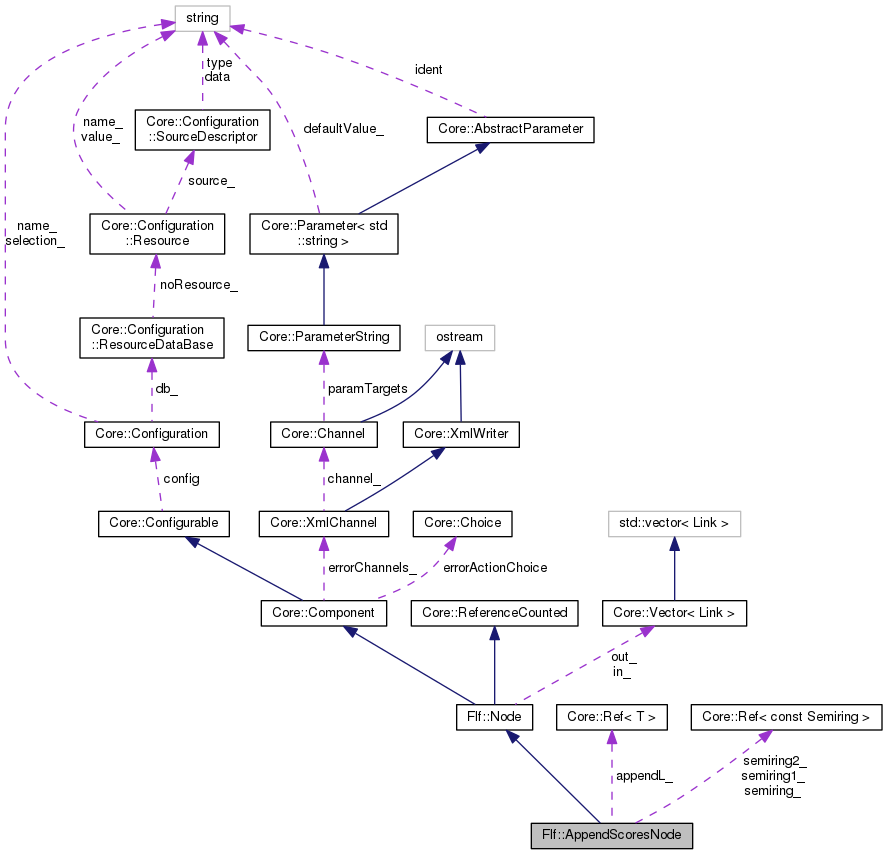 string
type
data
ident
Core::Configuration
::SourceDescriptor
Core::AbstractParameter
name_
value_
defaultValue_
source_
name_
selection_
Core::Configuration
::Resource
Core::Parameter< std
::string >
noResource_
Core::Configuration
::ResourceDataBase
Core::ParameterString
ostream
db_
paramTargets
Core::Configuration
Core::Channel
Core::XmlWriter
config
channel_
Core::Configurable
Core::XmlChannel
Core::Choice
std::vector< Link >
errorChannels_
errorActionChoice
Core::Component
Core::ReferenceCounted
Core::Vector< Link >
out_
in_
Flf::Node
Core::Ref< T >
Core::Ref< const Semiring >
appendL_
semiring2_
semiring1_
semiring_
Flf::AppendScoresNode